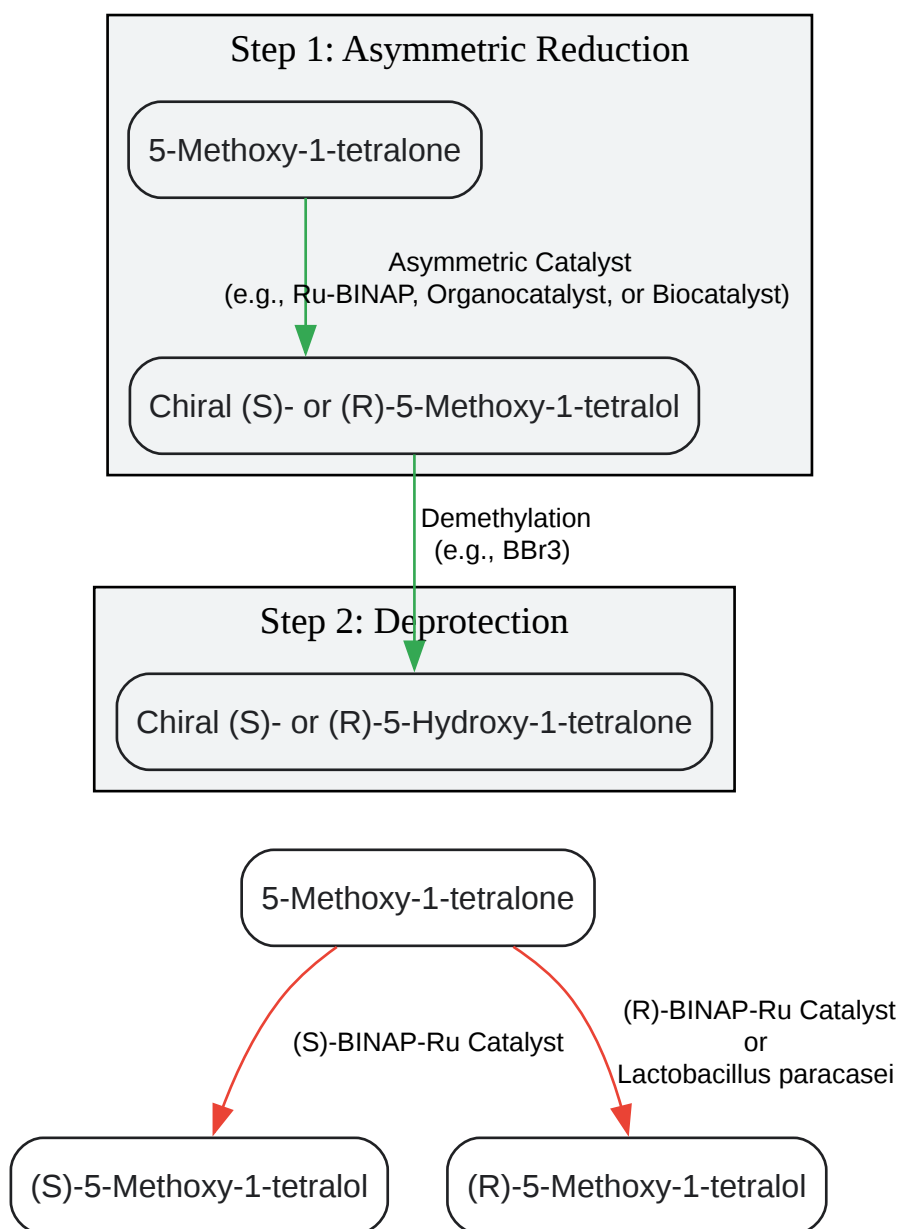 Step 1: Asymmetric Reduction
5-Methoxy-1-tetralone
Asymmetric Catalyst
(e.g., Ru-BINAP, Organocatalyst, or Biocatalyst)
Chiral (S)- or (R)-5-Methoxy-1-tetralol
Demethylation
(e.g., BBr3)
Step 2: Deprotection
Chiral (S)- or (R)-5-Hydroxy-1-tetralone
5-Methoxy-1-tetralone
(S)-BINAP-Ru Catalyst
(R)-BINAP-Ru Catalyst
or
Lactobacillus paracasei
(S)-5-Methoxy-1-tetralol
(R)-5-Methoxy-1-tetralol